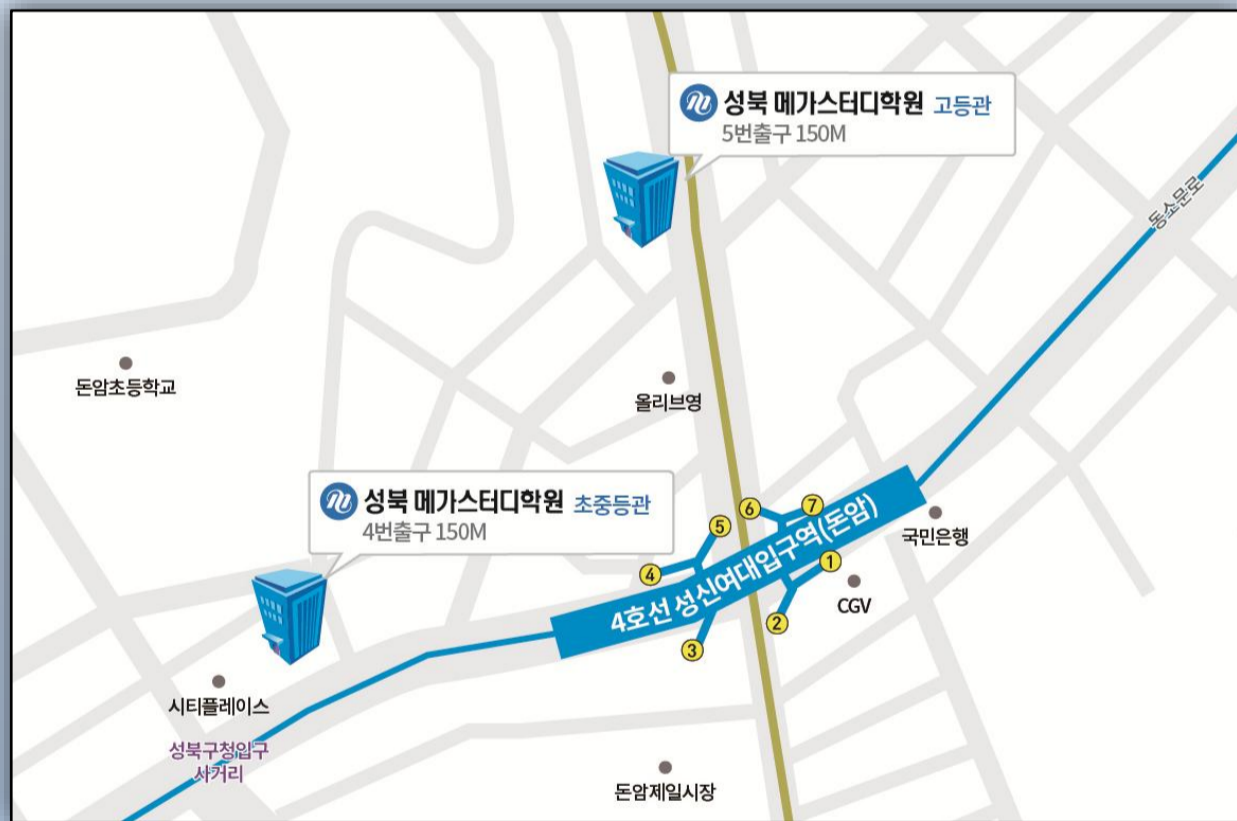 성북 메가스터디학원 고등관
5번출구 150M
동소문로
돈암초등학교
올리브영
성북 메가스터디학원 초중등관
4번출구 150M
5
4
6
7
국민은행
4호선 성신여대입구역(돈암)
1
CGV
2
3
시티플레이스
성북구청입구
사거리
돈암제일시장